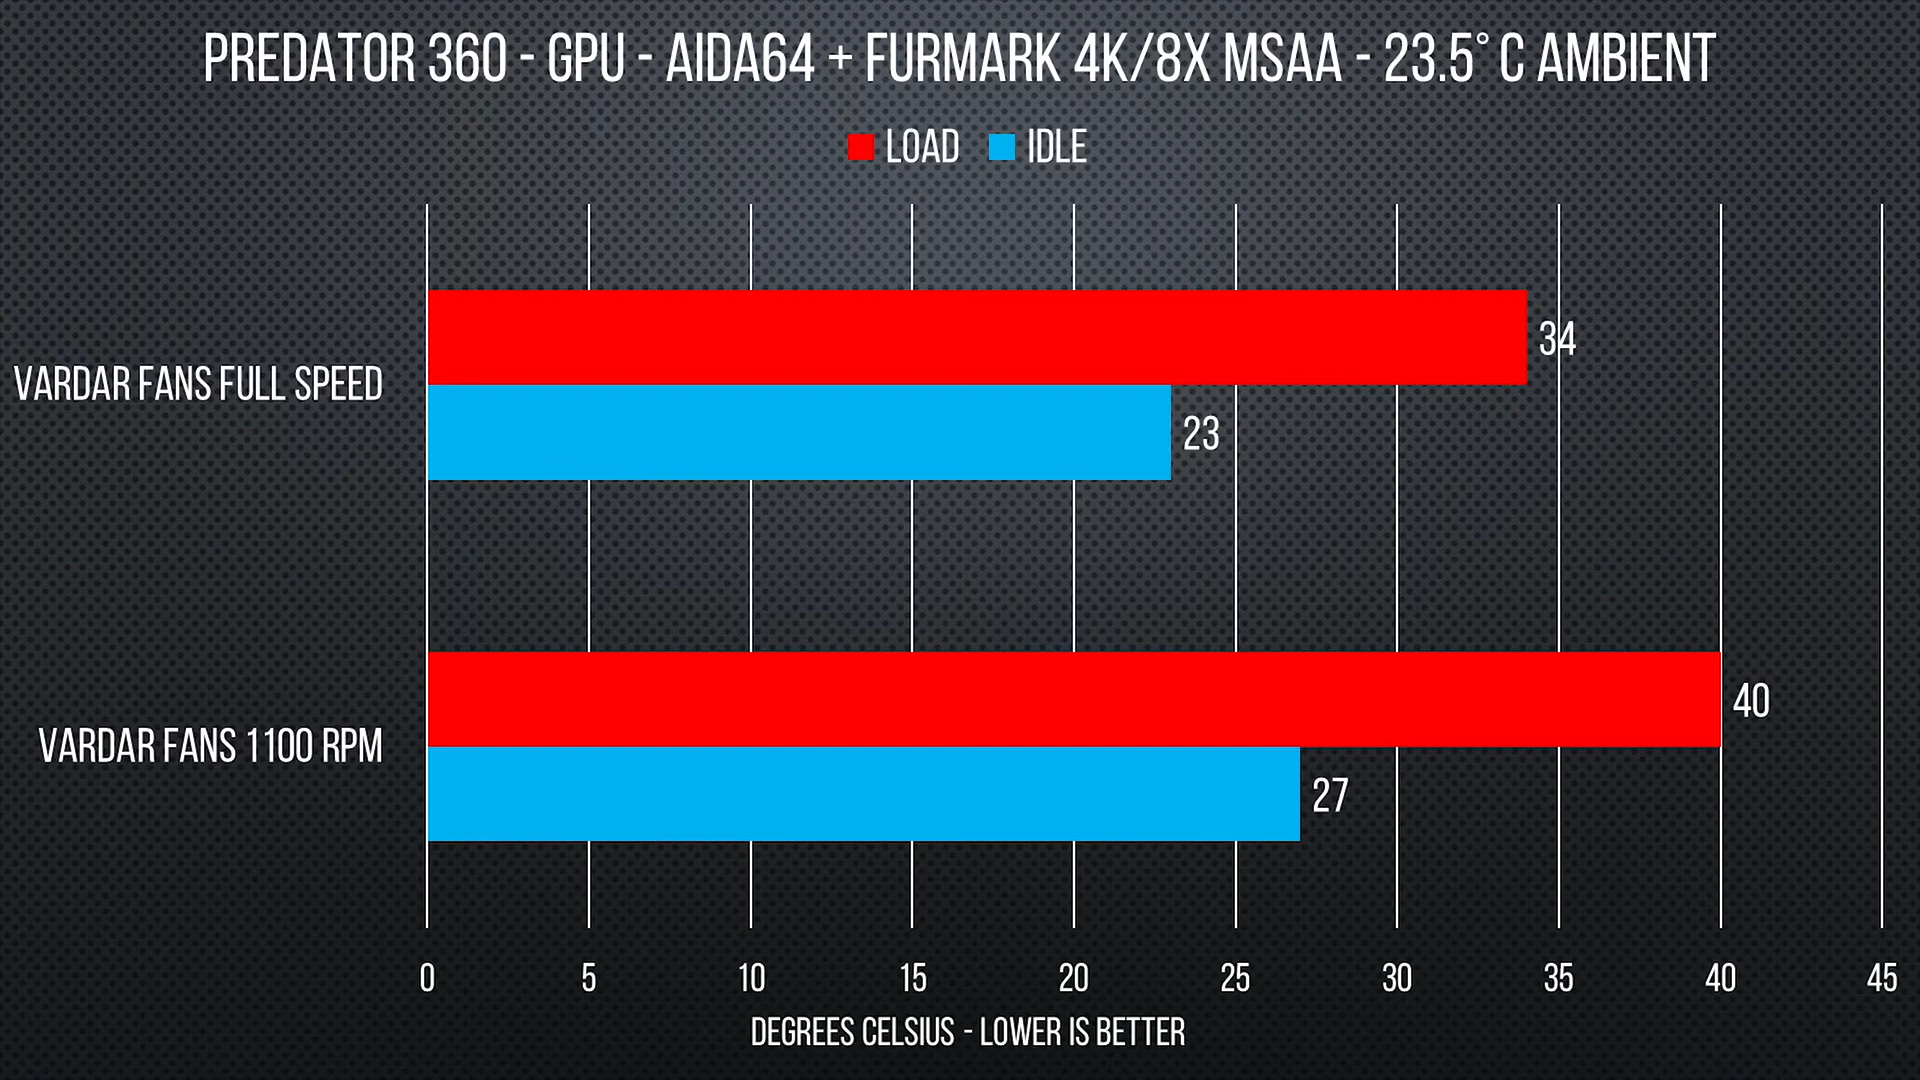 PREDATOR 360 - GPU - AIDA64 + FURMARK 4K/8X MSAA - 23.5° C AMBIENT
LOAD IDLE
VARDAR FANS FULL SPEED
34
23
VARDAR FANS 1100 RPM
40
27
0 5 10 15 20 25 30 35 40 45
DEGREES CELSIUS - LOWER IS BETTER